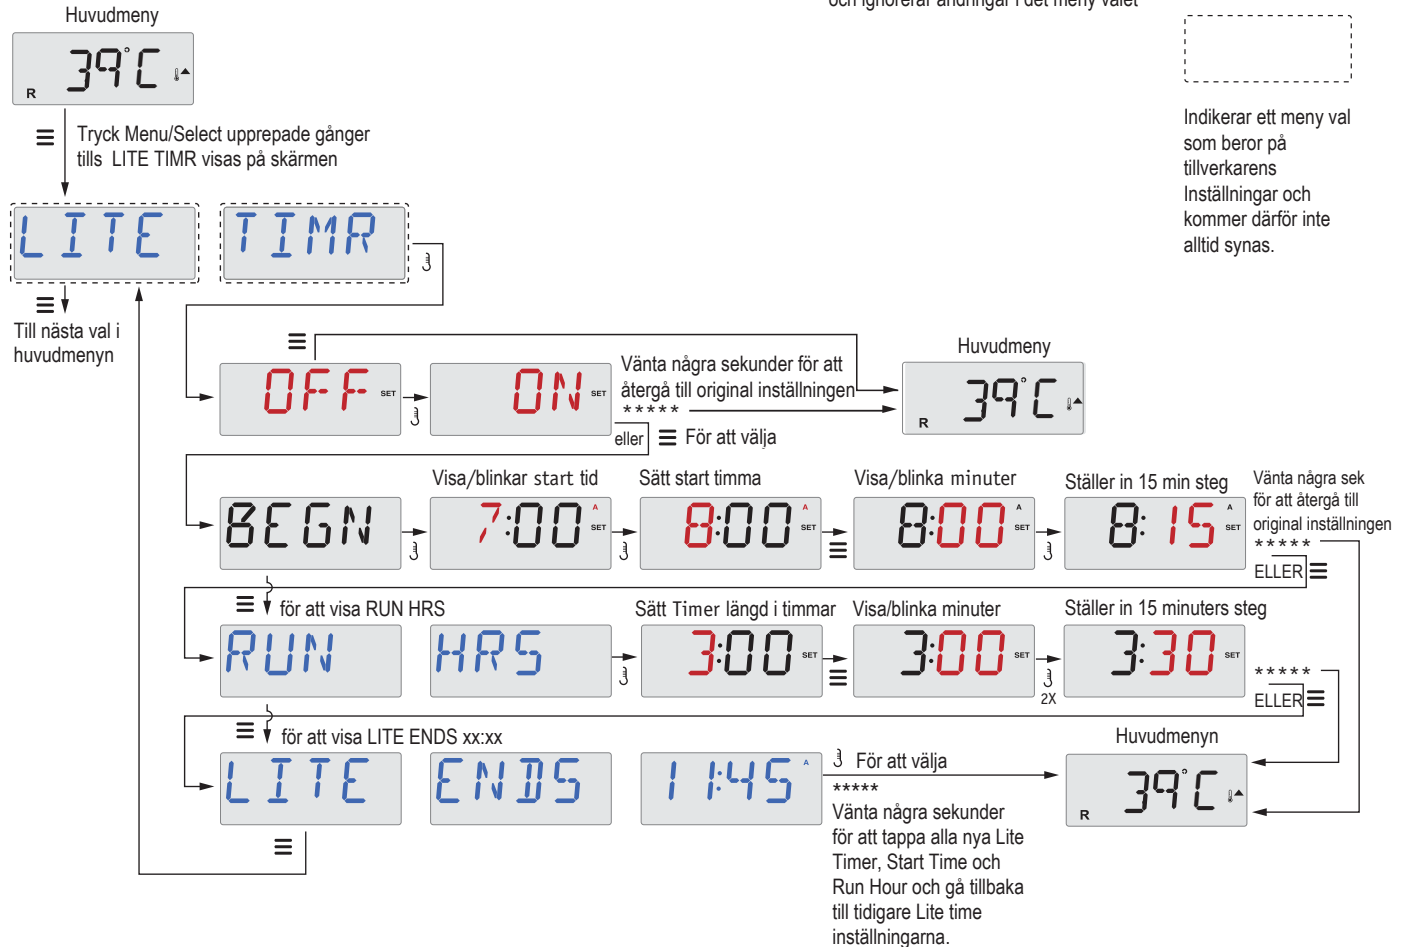 och ignorerar ändringar i det meny valet
Huvudmeny
39°C
R
Tryck Menu/Select upprepade gånger
tills LITE TIMR visas på skärmen
Indikerar ett meny val
som beror på
tillverkarens
Inställningar och
kommer därför inte
alltid synas.
LITE TIMR
Till nästa val i
huvudmenyn
OFF SET
ON SET
Vänta några sekunder för att
återgå till original inställningen
*****
eller För att välja
Huvudmeny
39°C
R
Visa/blinkar start tid
Sätt start timma
Visa/blinka minuter
Ställer in 15 min steg
BEGN
7:00 A SET
8:00 A SET
8:00 A SET
8:15 A SET
Vänta några sek
för att återgå till
original inställningen
*****
ELLER
för att visa RUN HRS
Sätt Timer längd i timmar
Visa/blinka minuter
Ställer in 15 minuters steg
RUN HRS
3:00 SET
3:00 SET
2X
3:30 SET
*****
ELLER
för att visa LITE ENDS xx:xx
LITE ENDS 11:45 A
För att välja
*****
Vänta några sekunder
för att tappa alla nya Lite
Timer, Start Time och
Run Hour och gå tillbaka
till tidigare Lite time
inställningarna.
Huvudmenyn
39°C
R